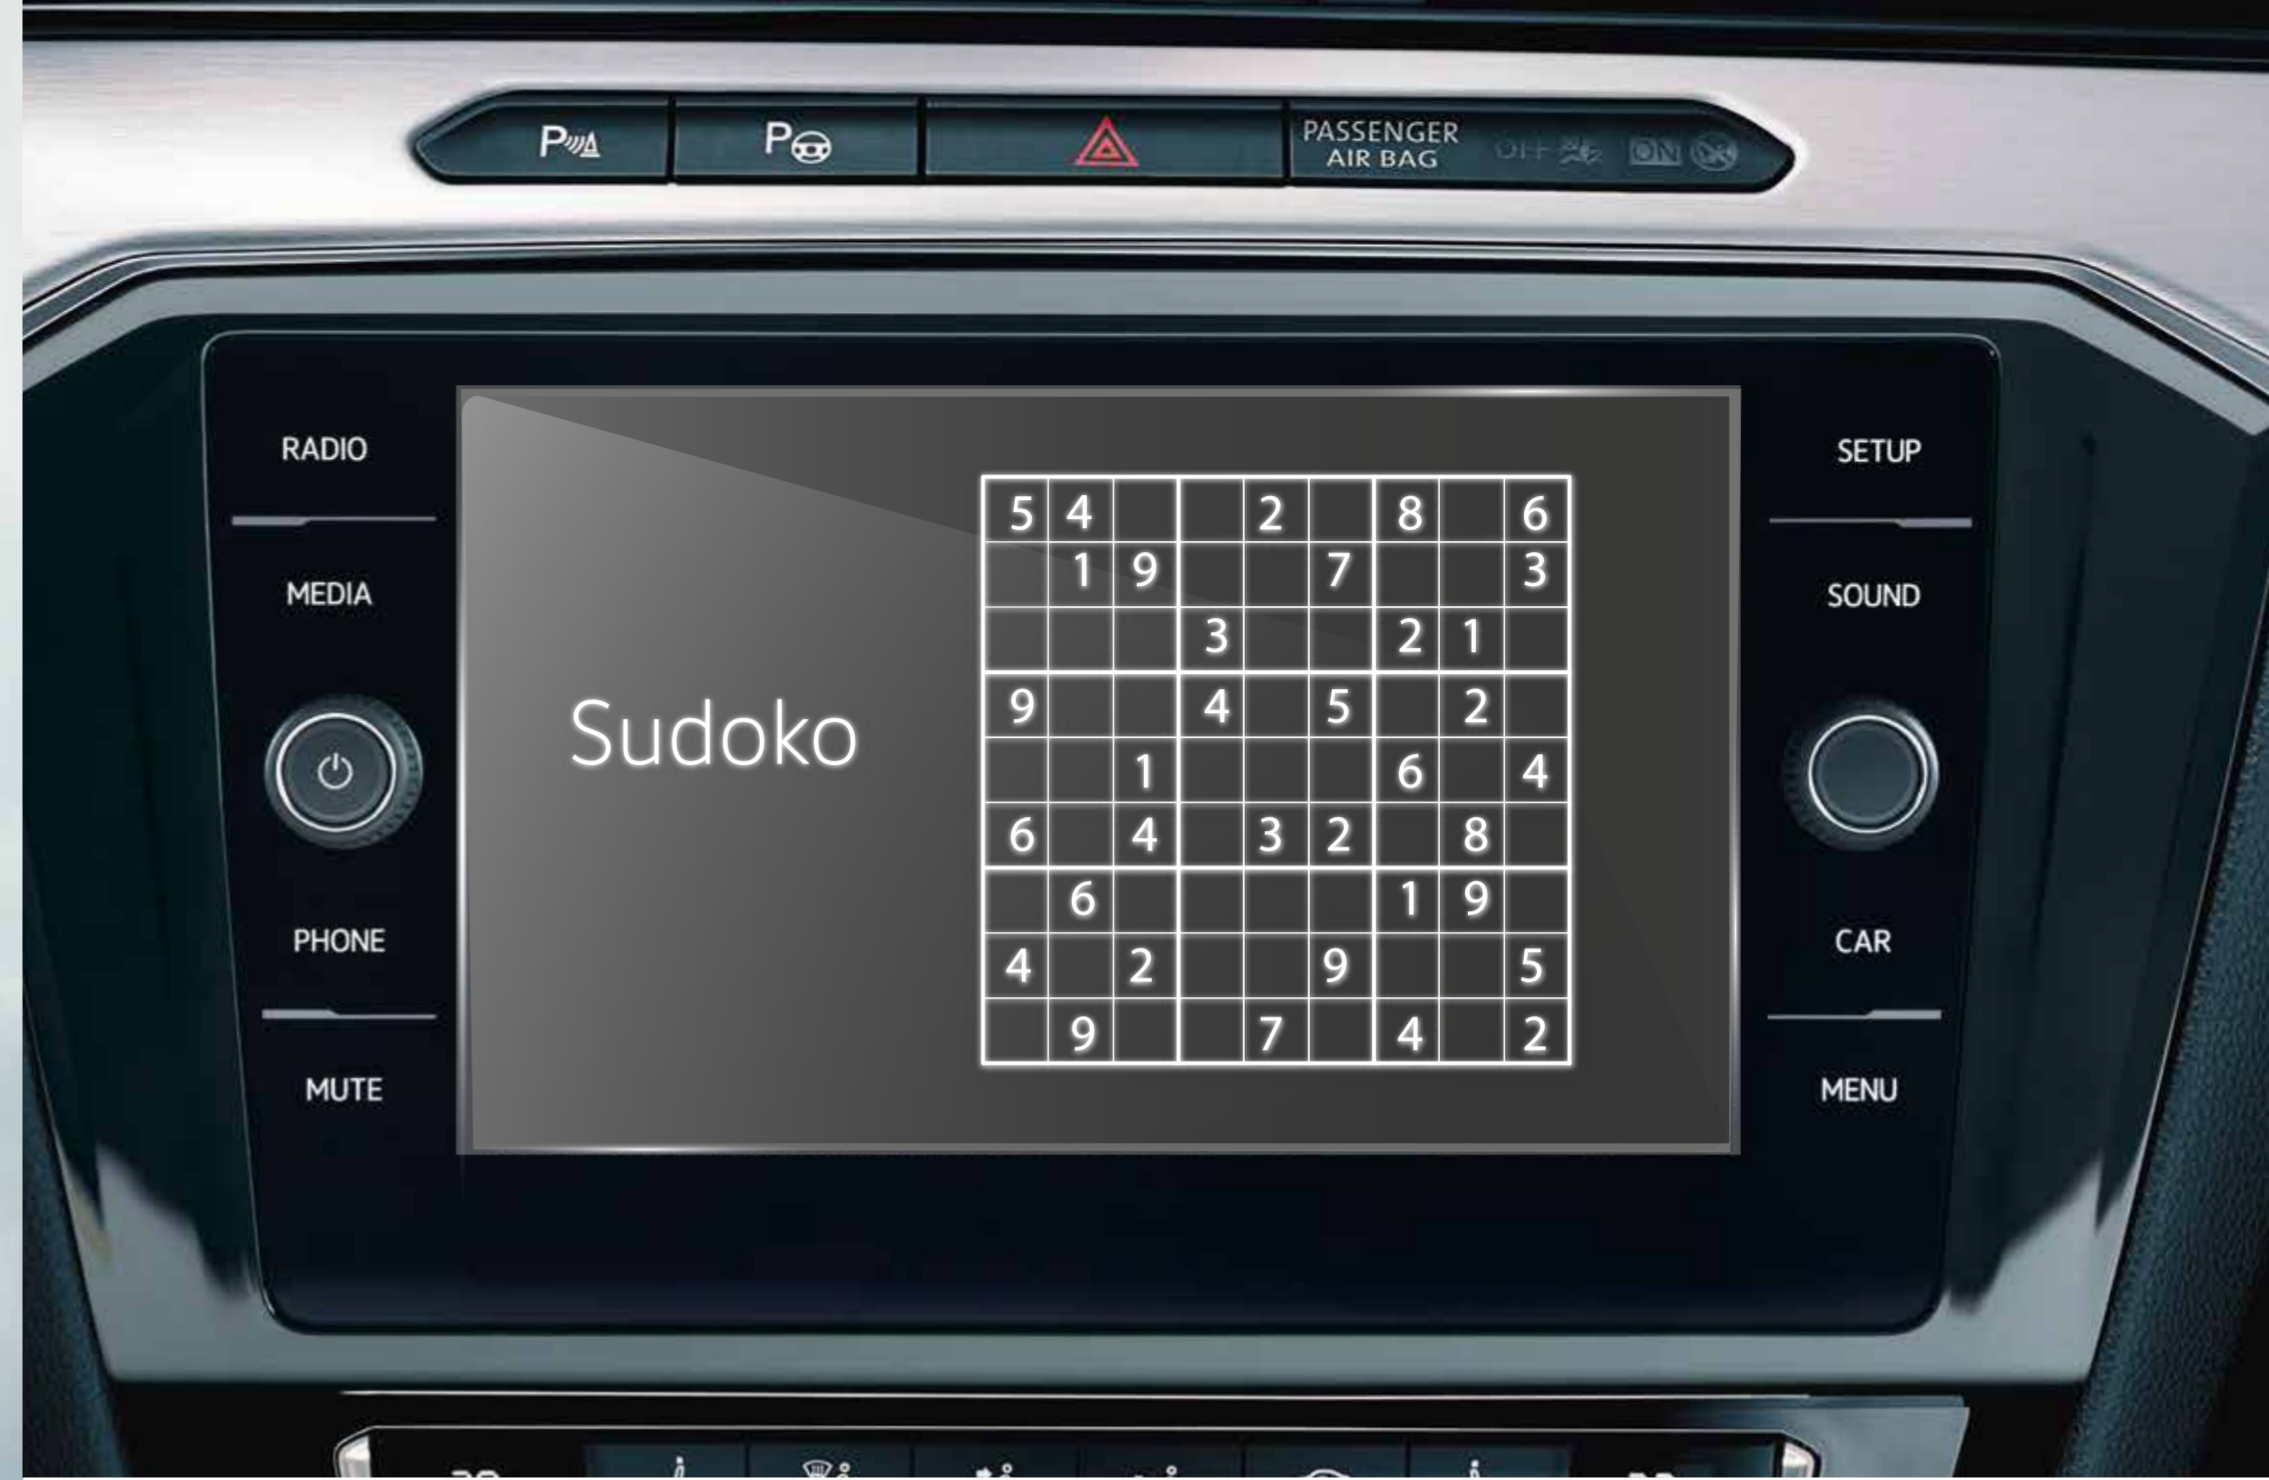 P P PASSENGER
AIR BAG OFF ON
RADIO
MEDIA
PHONE
MUTE
Sudoko
5 4 2 8 6
1 9 7 3
3 2 1
9 4 5 2
1 6 4
6 4 3 2 8
6 1 9
4 2 9 5
9 7 4 2
SETUP
SOUND
CAR
MENU